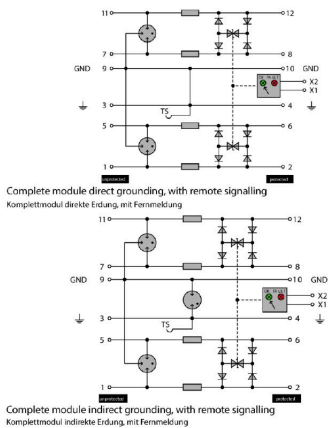 11 12
7 8
GND 9 10 GND
X2
X1
3 4
TS
5 6
1 2
unprotected protected
Complete module direct grounding, with remote signalling
Komplettmodul direkte Erdung, mit Fernmeldung
11 12
7 8
GND 9 10 GND
X2
X1
3 4
TS
5 6
1 2
unprotected protected
Complete module indirect grounding, with remote signalling
Komplettmodul indirekte Erdung, mit Fernmeldung